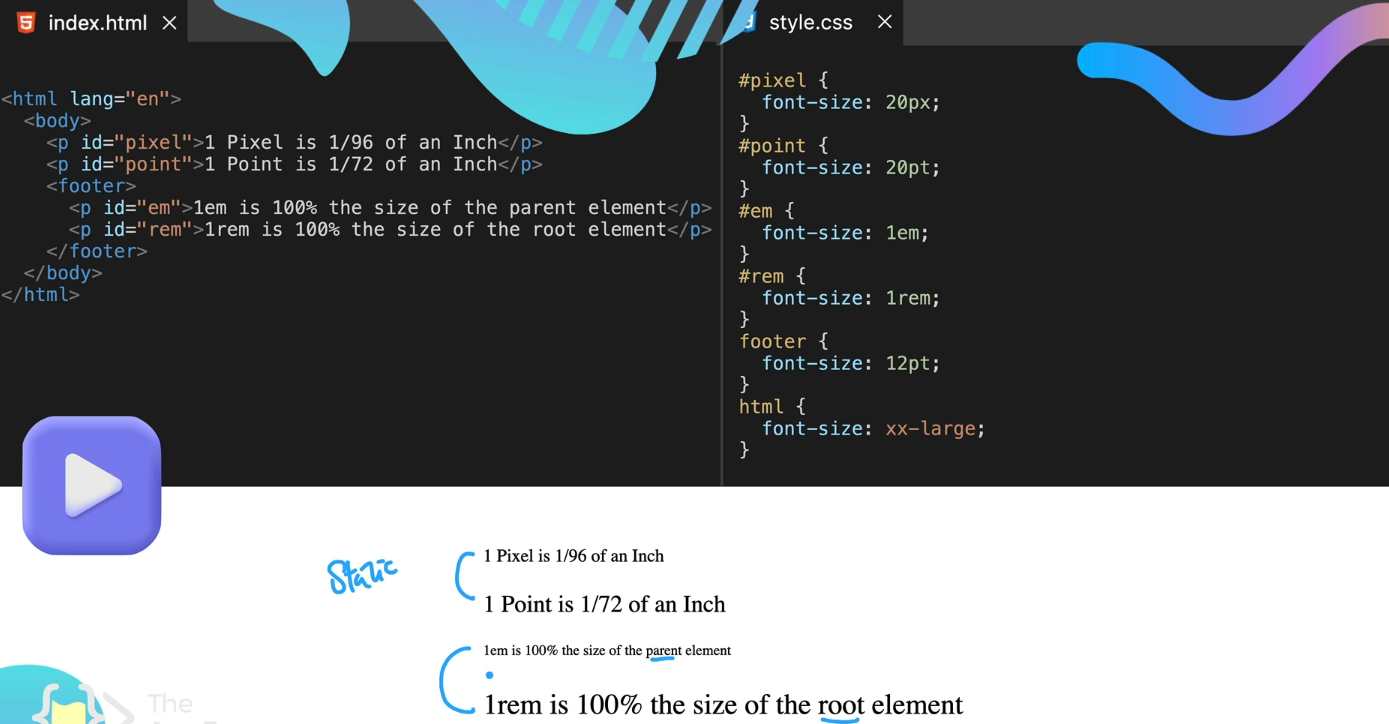 index.html
<html lang="en">
<body>
<p id="pixel">1 Pixel is 1/96 of an Inch</p>
<p id="point">1 Point is 1/72 of an Inch</p>
<footer>
<p id="em">1em is 100% the size of the parent element</p>
<p id="rem">1rem is 100% the size of the root element</p>
</footer>
</body>
</html>
style.css
#pixel {
font-size: 20px;
}
#point {
font-size: 20pt;
}
#em {
font-size: 1em;
}
#rem {
font-size: 1rem;
}
footer {
font-size: 12pt;
}
html {
font-size: xx-large;
}
Static
1 Pixel is 1/96 of an Inch
1 Point is 1/72 of an Inch
1em is 100% the size of the parent element
1rem is 100% the size of the root element
The